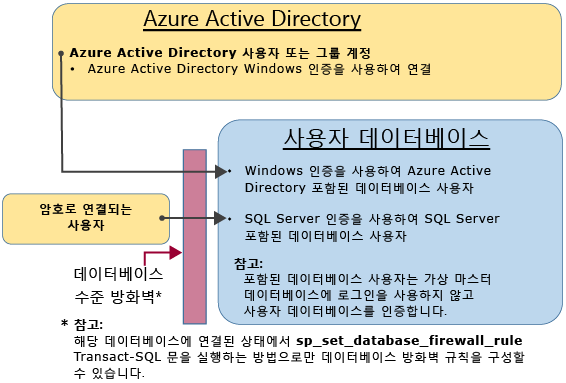 Azure Active Directory
Azure Active Directory 사용자 또는 그룹 계정
• Azure Active Directory Windows 인증을 사용하여 연결
사용자 데이터베이스
• Windows 인증을 사용하여 Azure Active
Directory 포함된 데이터베이스 사용자
• SQL Server 인증을 사용하여 SQL Server
포함된 데이터베이스 사용자
참고:
포함된 데이터베이스 사용자는 가상 마스터
데이터베이스에 로그인을 사용하지 않고
사용자 데이터베이스를 인증합니다.
암호로 연결되는
사용자
데이터베이스
수준 방화벽*
* 참고:
해당 데이터베이스에 연결된 상태에서 sp_set_database_firewall_rule
Transact-SQL 문을 실행하는 방법으로만 데이터베이스 방화벽 규칙을 구성할
수 있습니다.